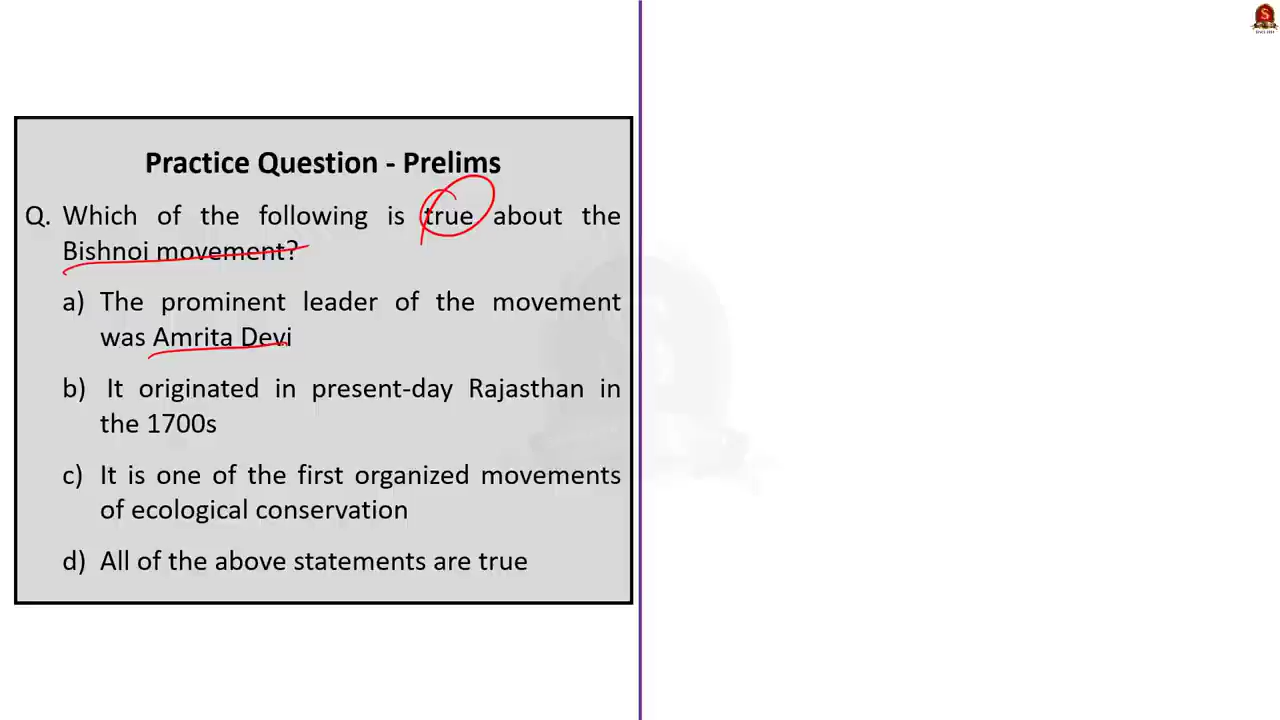 Practice Question - Prelims
Q. Which of the following is true about the
Bishnoi movement?
a) The prominent leader of the movement
was Amrita Devi
b) It originated in present-day Rajasthan in
the 1700s
c) It is one of the first organized movements
of ecological conservation
d) All of the above statements are true